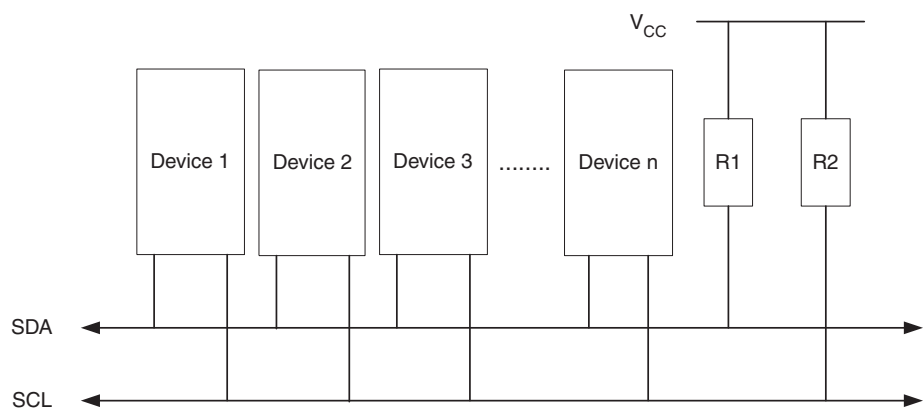 VCC
Device 1
Device 2
Device 3
........
Device n
R1
R2
SDA
SCL